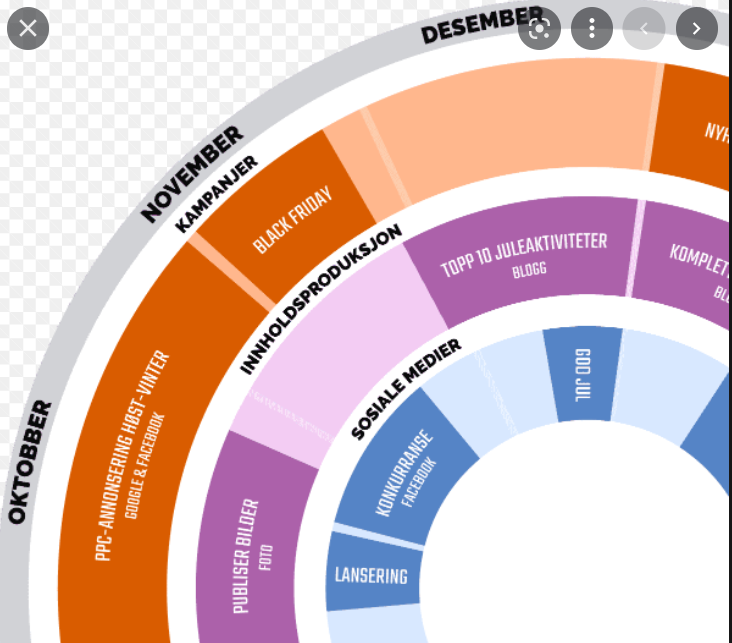 DESEMBER
NOVEMBER
OKTOBBER
KAMPANJER
BLACK FRIDAY
PPC-ANNONSERING HØST-VINTER
GOOGLE & FACEBOOK
INNHOLDSPRODUKSJON
TOPP 10 JULEAKTIVITETER
BLOGG
PUBLISER BILDER
FOTO
SOSIALE MEDIER
GOD JUL
KONKURRANSE
FACEBOOK
LANSERING